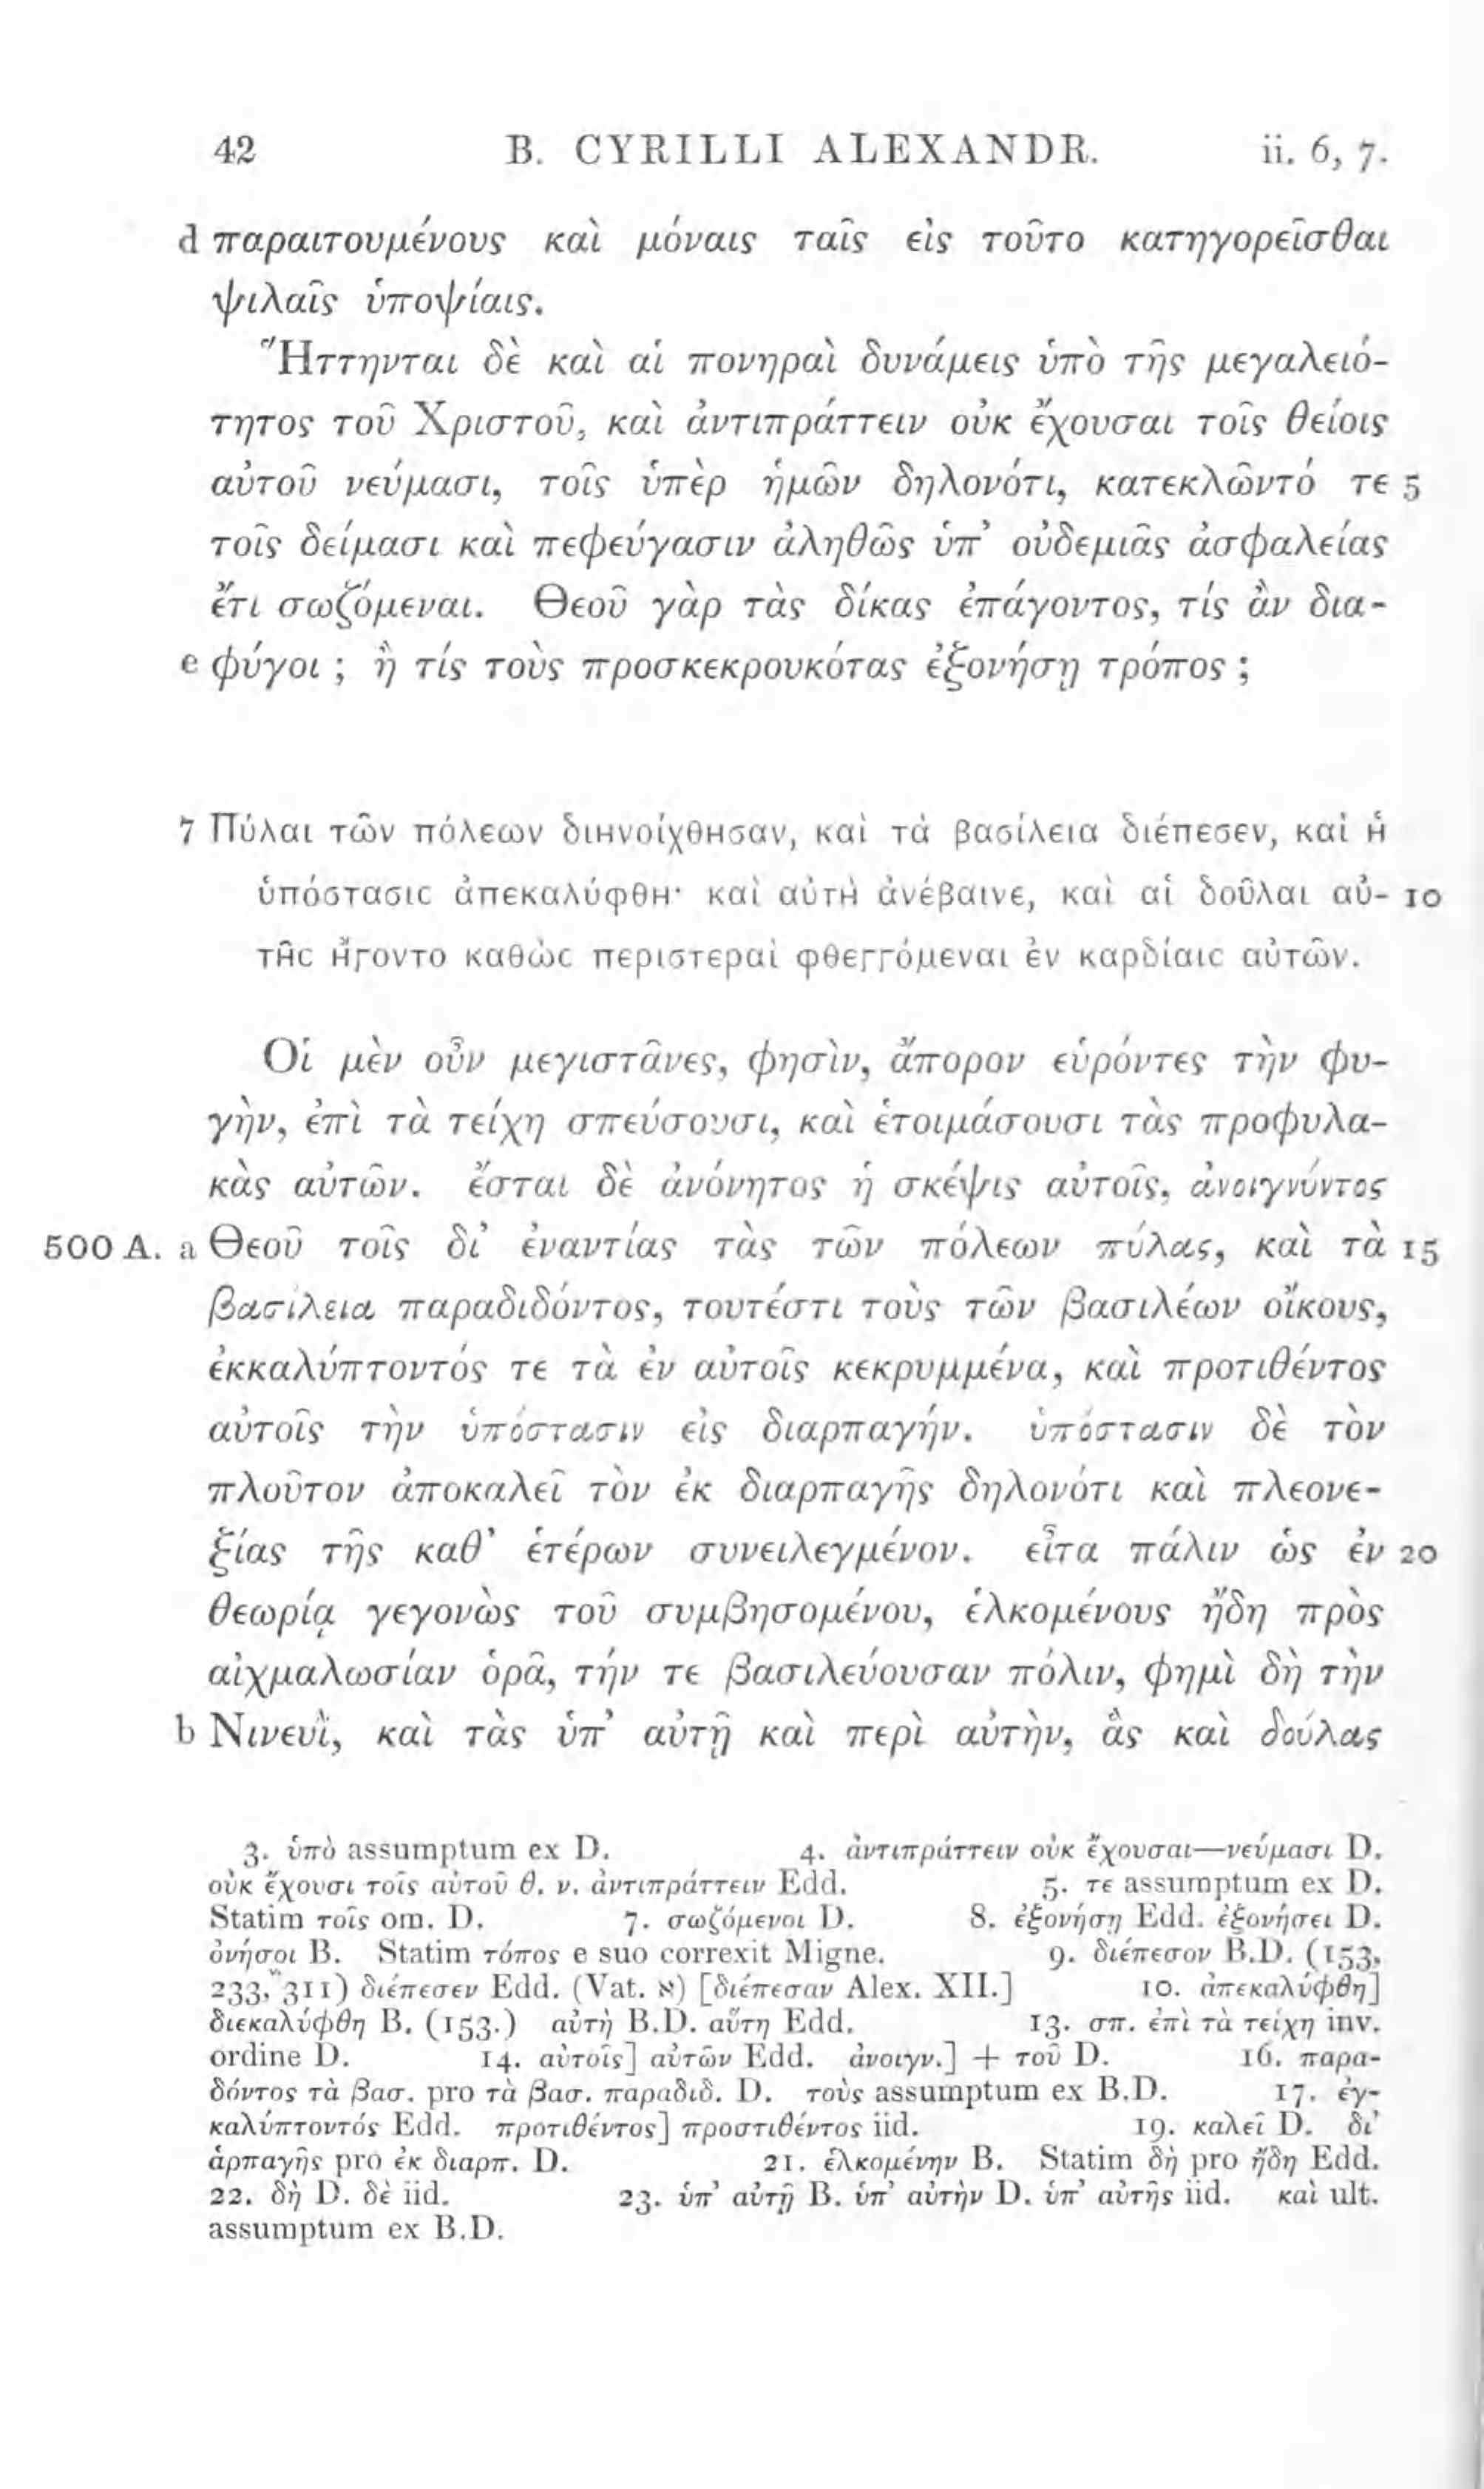 42 B. CYRILLI ALEXANDR. ii. 6, 7.
d παραιτουμένους καὶ μόναις ταῖς εἰς τοῦτο κατηγορεῖσθαι
ψιλαῖς ὑποψίαις.
Ἥττηνται δὲ καὶ αἱ πονηραὶ δυνάμεις ὑπὸ τῆς μεγαλειό-
τητος τοῦ Χριστοῦ, καὶ ἀντιπράττειν οὐκ ἔχουσαι τοῖς θείοις
αὐτοῦ νεύμασι, τοῖς ὑπὲρ ἡμῶν δηλονότι, κατεκλῶντό τε 5
τοῖς δείμασι καὶ πεφεύγασιν ἀληθῶς ὑπ' οὐδεμιᾶς ἀσφαλείας
ἔτι σωζόμεναι. Θεοῦ γὰρ τὰς δίκας ἐπάγοντος, τίς ἂν δια-
e φύγοι ; ἢ τίς τοὺς προσκεκρουκότας ἐξονήσῃ τρόπος ;
7 Πύλαι τῶν πόλεων διηνοίχθησαν, καὶ τὰ βασίλεια διέπεσεν, καὶ ἡ
ὑπόστασις ἀπεκαλύφθη· καὶ αὐτὴ ἀνέβαινε, καὶ αἱ δοῦλαι αὐ- 10
τῆς ἤγοντο καθὼς περιστεραὶ φθεγγόμεναι ἐν καρδίαις αὐτῶν.
Οἱ μὲν οὖν μεγιστᾶνες, φησὶν, ἄπορον εὑρόντες τὴν φυ-
γὴν, ἐπὶ τὰ τείχη σπεύσουσι, καὶ ἑτοιμάσουσι τὰς προφυλα-
κὰς αὐτῶν. ἔσται δὲ ἀνόνητος ἡ σκέψις αὐτοῖς, ἀνοιγνύντος
500 A. a Θεοῦ τοῖς δι' ἐναντίας τὰς τῶν πόλεων πύλας, καὶ τὰ 15
βασίλεια παραδιδόντος, τουτέστι τοὺς τῶν βασιλέων οἴκους,
ἐκκαλύπτοντός τε τὰ ἐν αὐτοῖς κεκρυμμένα, καὶ προτιθέντος
αὐτοῖς τὴν ὑπόστασιν εἰς διαρπαγήν. ὑπόστασιν δὲ τὸν
πλοῦτον ἀποκαλεῖ τὸν ἐκ διαρπαγῆς δηλονότι καὶ πλεονε-
ξίας τῆς καθ' ἑτέρων συνειλεγμένον. εἶτα πάλιν ὡς ἐν 20
θεωρίᾳ γεγονὼς τοῦ συμβησομένου, ἑλκομένους ἤδη πρὸς
αἰχμαλωσίαν ὁρᾶ, τήν τε βασιλεύουσαν πόλιν, φημὶ δὴ τὴν
b Νινευῒ, καὶ τὰς ὑπ' αὐτῇ καὶ περὶ αὐτὴν, ἃς καὶ δούλας
3. ὑπὸ assumptum ex D. 4. ἀντιπράττειν οὐκ ἔχουσαι—νεύμασι D.
οὐκ ἔχουσι τοῖς αὐτοῦ θ. ν. ἀντιπράττειν Edd. 5. τε assumptum ex D.
Statim τοῖς om. D. 7. σωζόμενοι D. 8. ἐξονήσῃ Edd. ἐξονήσει D.
ὀνήσοι B. Statim τόπος e suo correxit Migne. 9. διέπεσον B.D. (153,
233, 311) διέπεσεν Edd. (Vat. א) [διέπεσαν Alex. XII.] 10. ἀπεκαλύφθη]
διεκαλύφθη B. (153.) αὐτὴ B.D. αὕτη Edd. 13. σπ. ἐπὶ τὰ τείχη inv.
ordine D. 14. αὐτοῖς] αὐτῶν Edd. ἀνοιγν.] + τοῦ D. 16. παρα-
δόντος τὰ βασ. pro τὰ βασ. παραδιδ. D. τοὺς assumptum ex B.D. 17. ἐγ-
καλύπτοντός Edd. προτιθέντος] προστιθέντος iid. 19. καλεῖ D. δι'
ἁρπαγῆς pro ἐκ διαρπ. D. 21. ἑλκομένην B. Statim δὴ pro ἤδη Edd.
22. δὴ D. δὲ iid. 23. ὑπ' αὐτῇ B. ὑπ' αὐτὴν D. ὑπ' αὐτῆς iid. καὶ ult.
assumptum ex B.D.